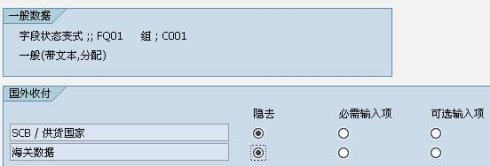 一般数据
字段状态变式 ;; FQ01 组 ; C001
一般(带文本,分配)
国外收付
隐去 必需输入项 可选输入项
SCB / 供货国家
海关数据